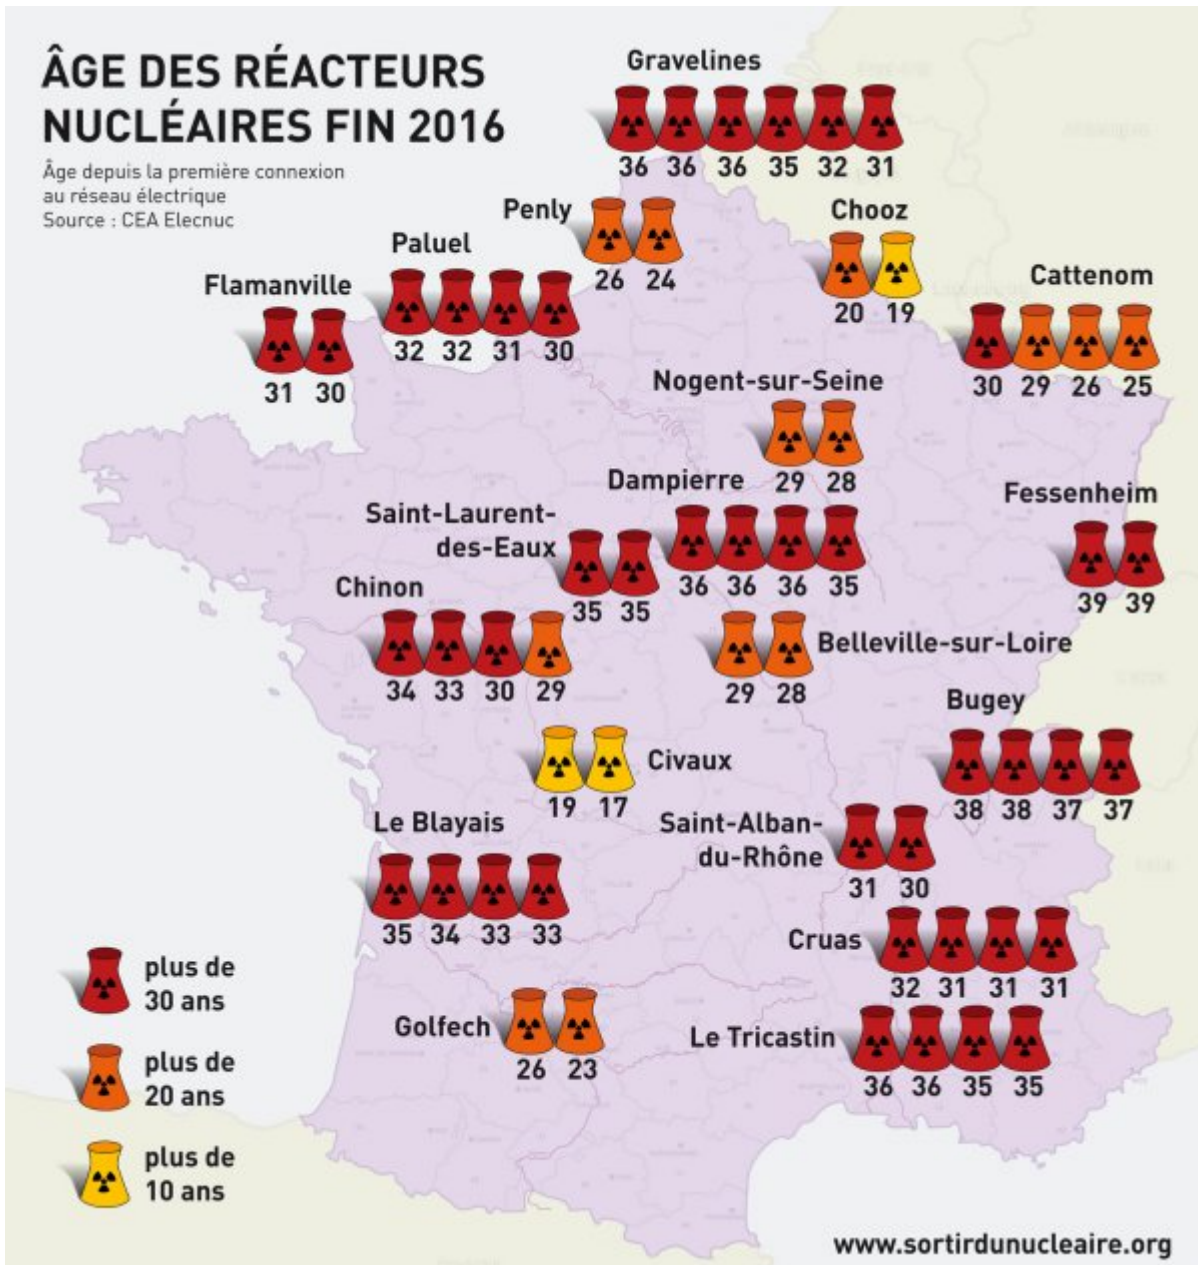 ÂGE DES RÉACTEURS
NUCLÉAIRES FIN 2016
Âge depuis la première connexion
au réseau électrique
Source : CEA Elecnuc
Gravelines
36 36 36 35 32 31
Penly
26 24
Chooz
20 19
Paluel
32 32 31 30
Flamanville
31 30
Cattenom
30 29 26 25
Nogent-sur-Seine
29 28
Dampierre
36 36 36 35
Fessenheim
39 39
Saint-Laurent-
des-Eaux
35 35
Chinon
34 33 30 29
Belleville-sur-Loire
29 28
Bugey
38 38 37 37
Civaux
19 17
Saint-Alban-
du-Rhône
31 30
Le Blayais
35 34 33 33
Cruas
32 31 31 31
Golfech
26 23
Le Tricastin
36 36 35 35
plus de
30 ans
plus de
20 ans
plus de
10 ans
www.sortirdunucleaire.org